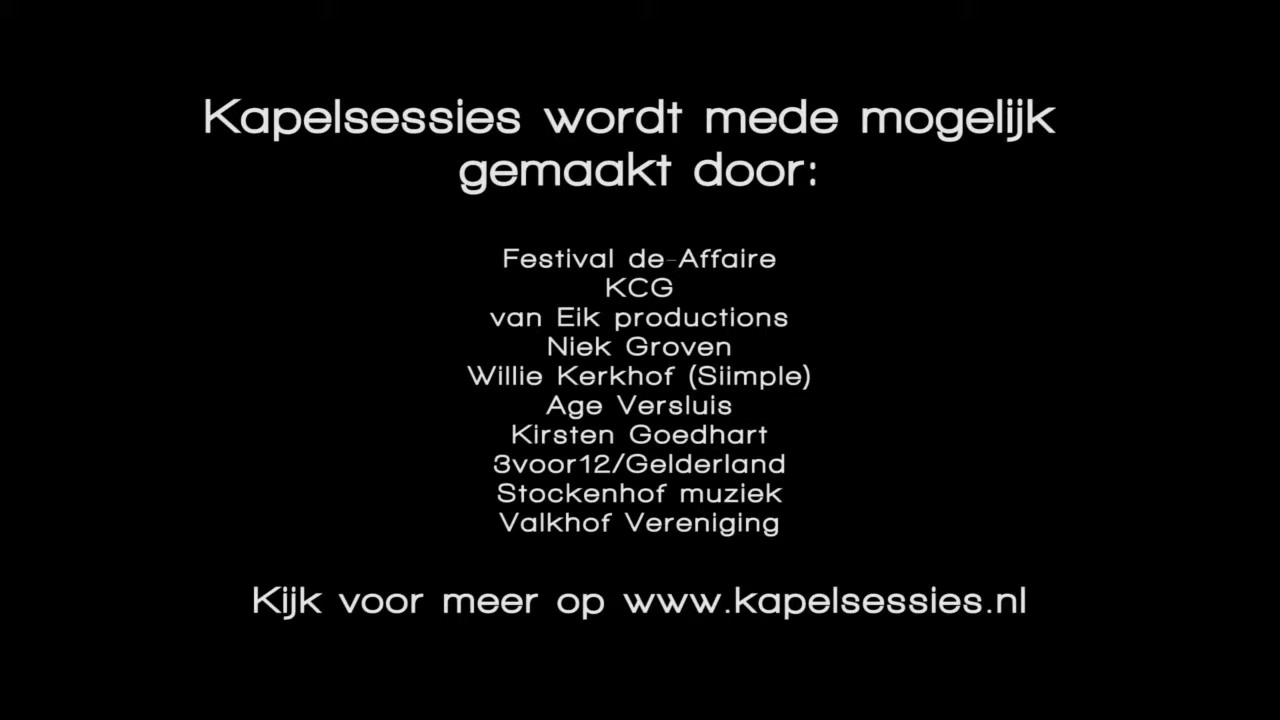 Kapelsessies wordt mede mogelijk
gemaakt door:
Festival de-Affaire
KCG
van Eik productions
Niek Groven
Willie Kerkhof (Siimple)
Age Versluis
Kirsten Goedhart
3voor12/Gelderland
Stockenhof muziek
Valkhof Vereniging
Kijk voor meer op www.kapelsessies.nl